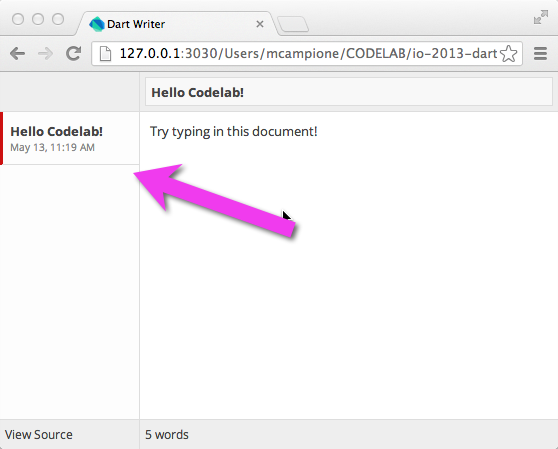 Dart Writer
127.0.0.1:3030/Users/mcampione/CODELAB/io-2013-dart
Hello Codelab!
Hello Codelab!
May 13, 11:19 AM
Try typing in this document!
View Source
5 words